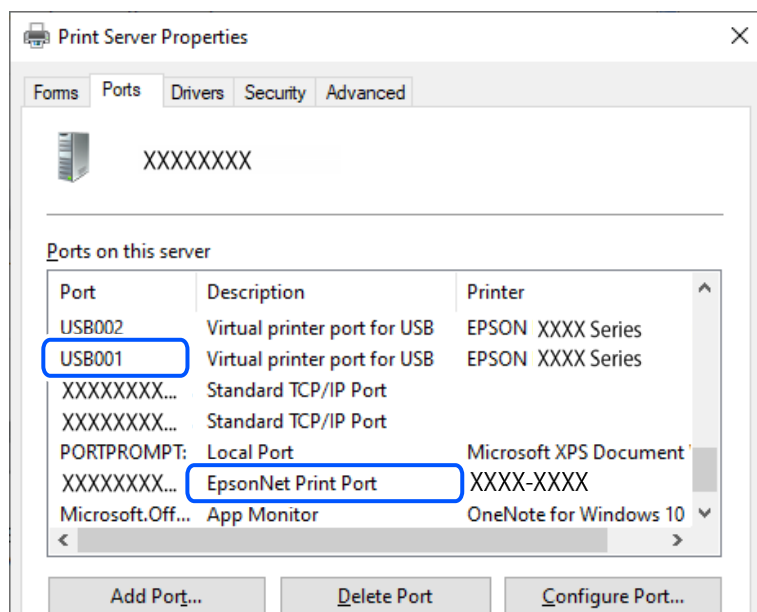 Print Server Properties
Forms Ports Drivers Security Advanced
XXXXXXXX
Ports on this server
Port Description Printer
USB002 Virtual printer port for USB EPSON XXXX Series
USB001 Virtual printer port for USB EPSON XXXX Series
XXXXXXXX... Standard TCP/IP Port
XXXXXXXX... Standard TCP/IP Port
PORTPROMPT: Local Port Microsoft XPS Document
XXXXXXXX... EpsonNet Print Port XXXX-XXXX
Microsoft.Off... App Monitor OneNote for Windows 10
Add Port... Delete Port Configure Port...